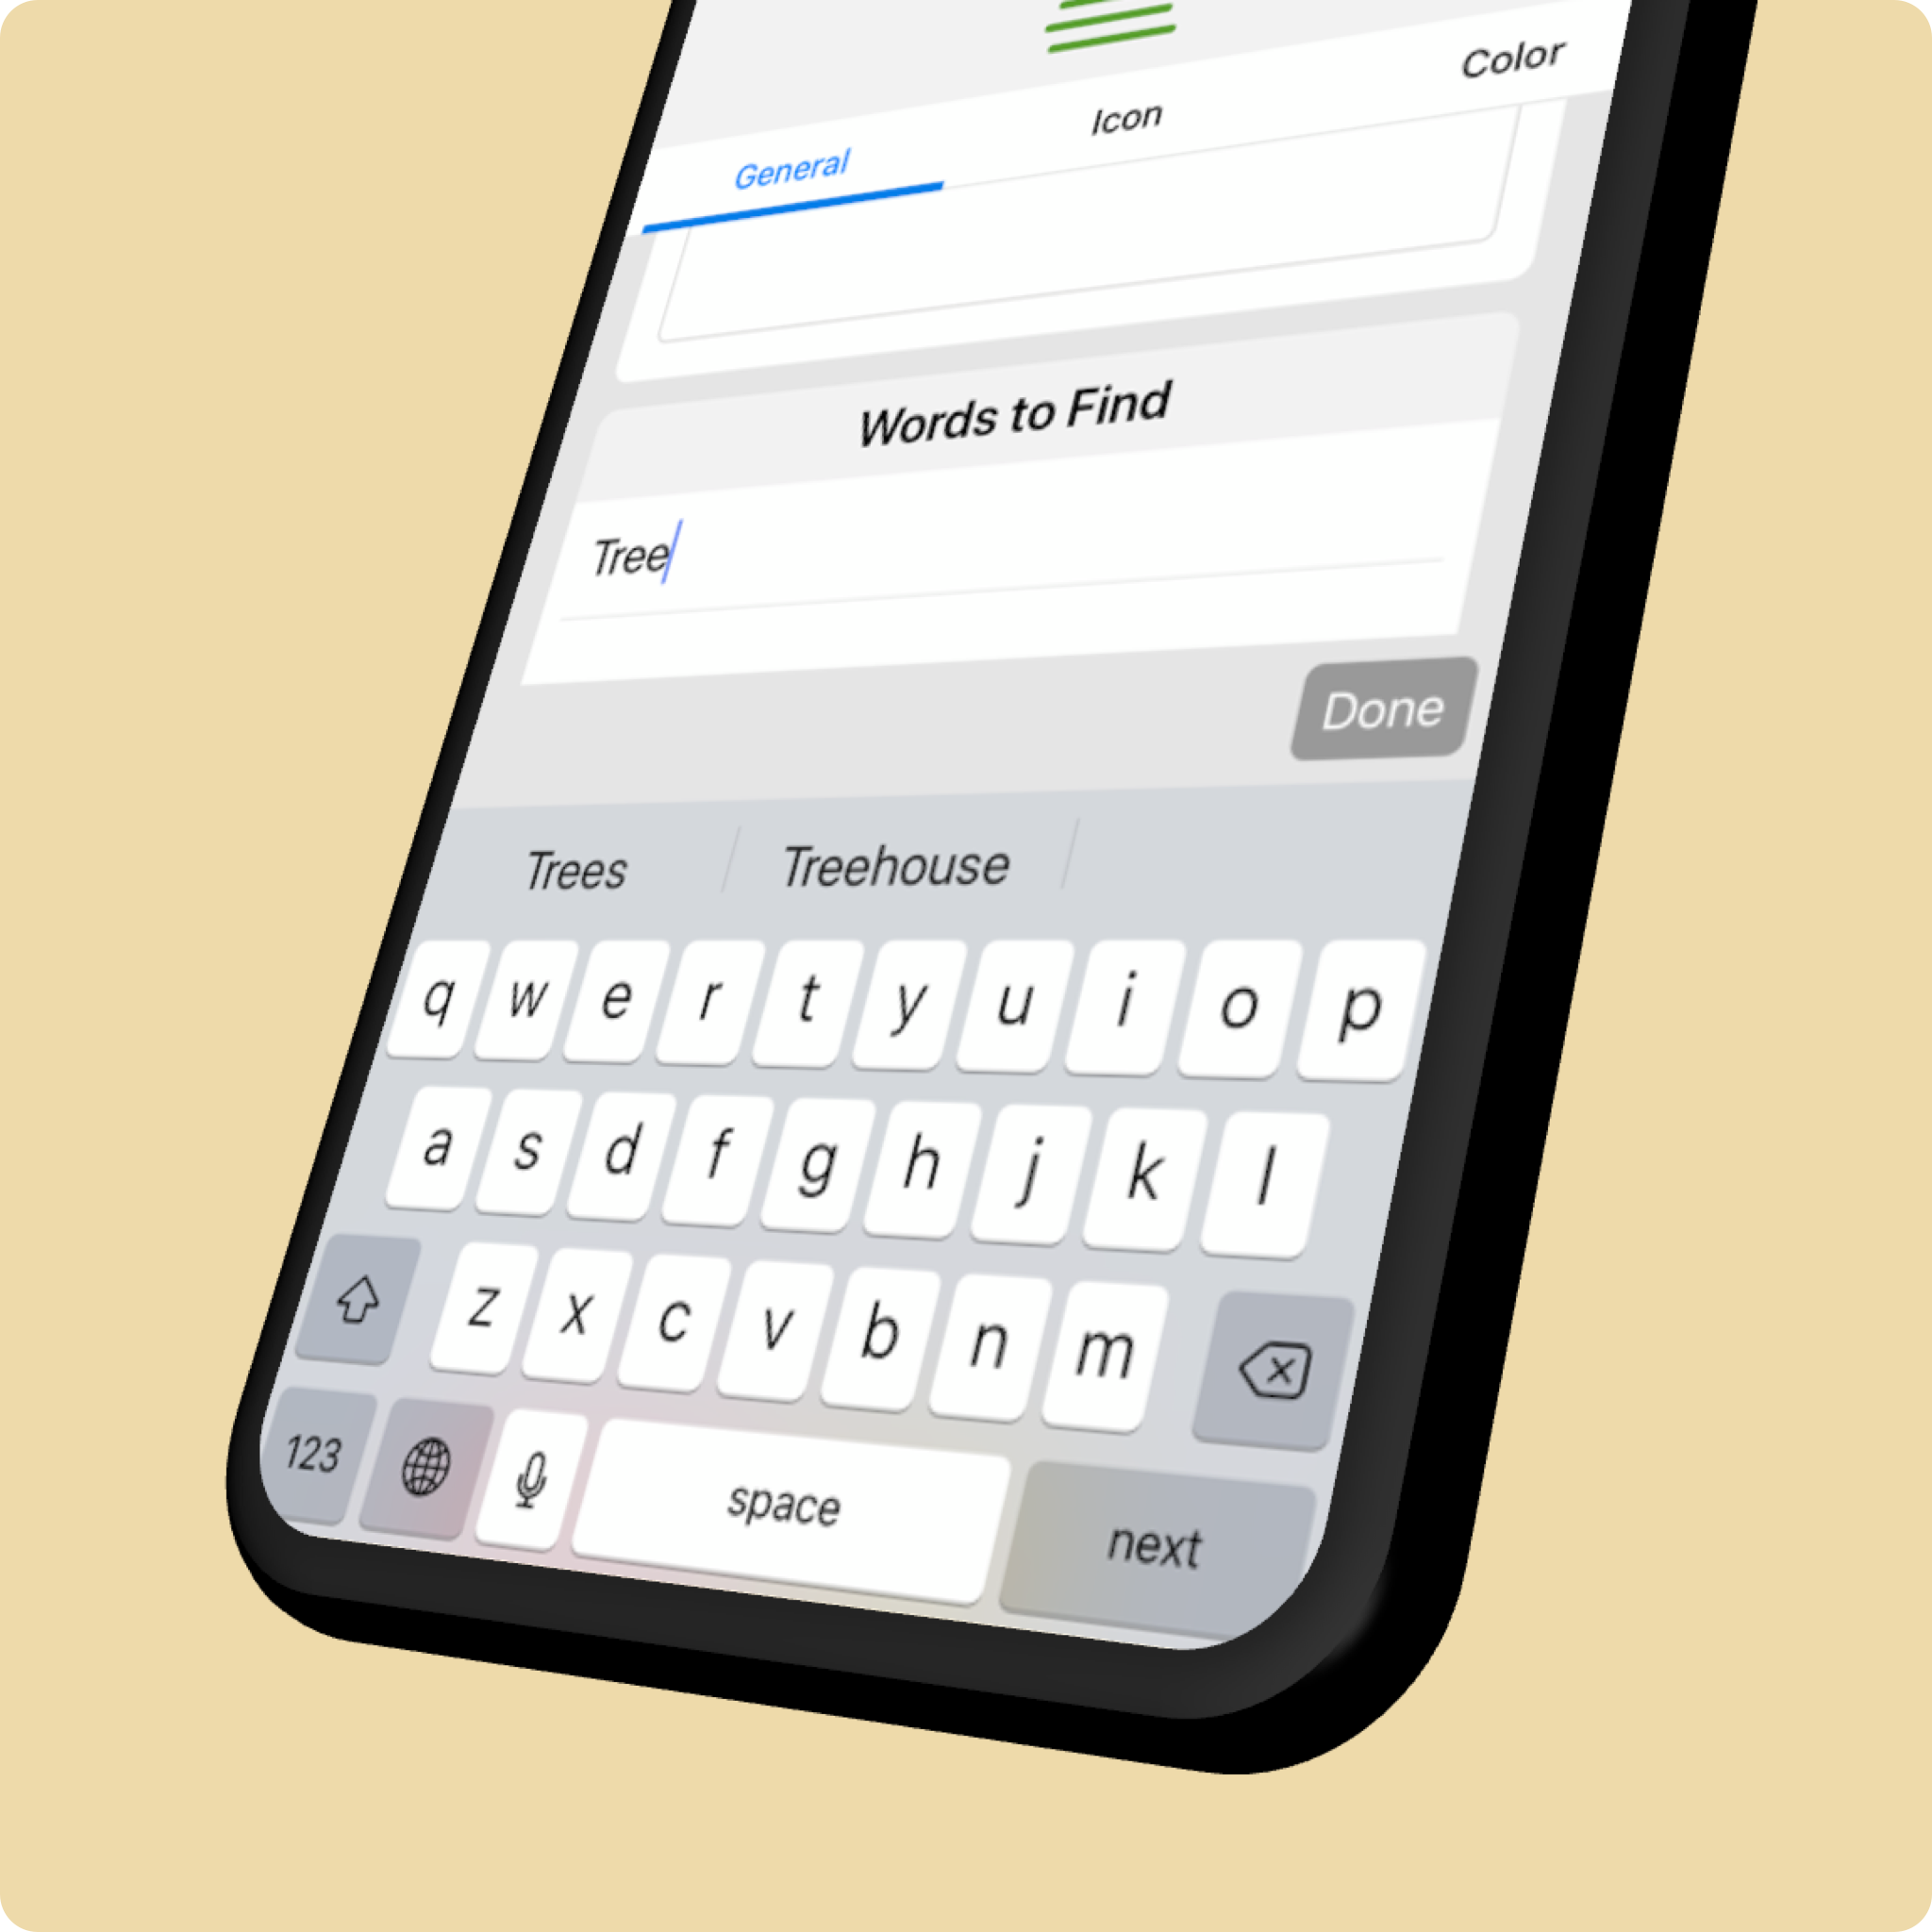 General Icon Color
Words to Find
Tree
Done
Trees Treehouse
q w e r t y u i o p
a s d f g h j k l
z x c v b n m
123 space next